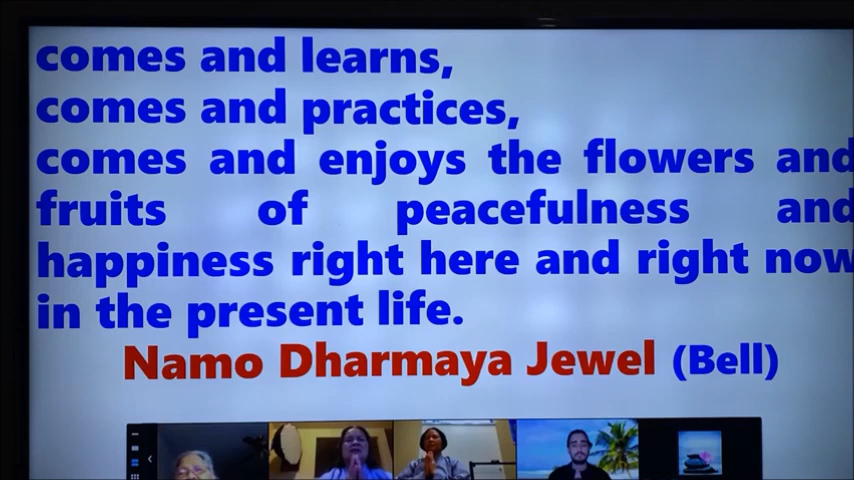 comes and learns,
comes and practices,
comes and enjoys the flowers and
fruits of peacefulness and
happiness right here and right now
in the present life.
Namo Dharmaya Jewel (Bell)